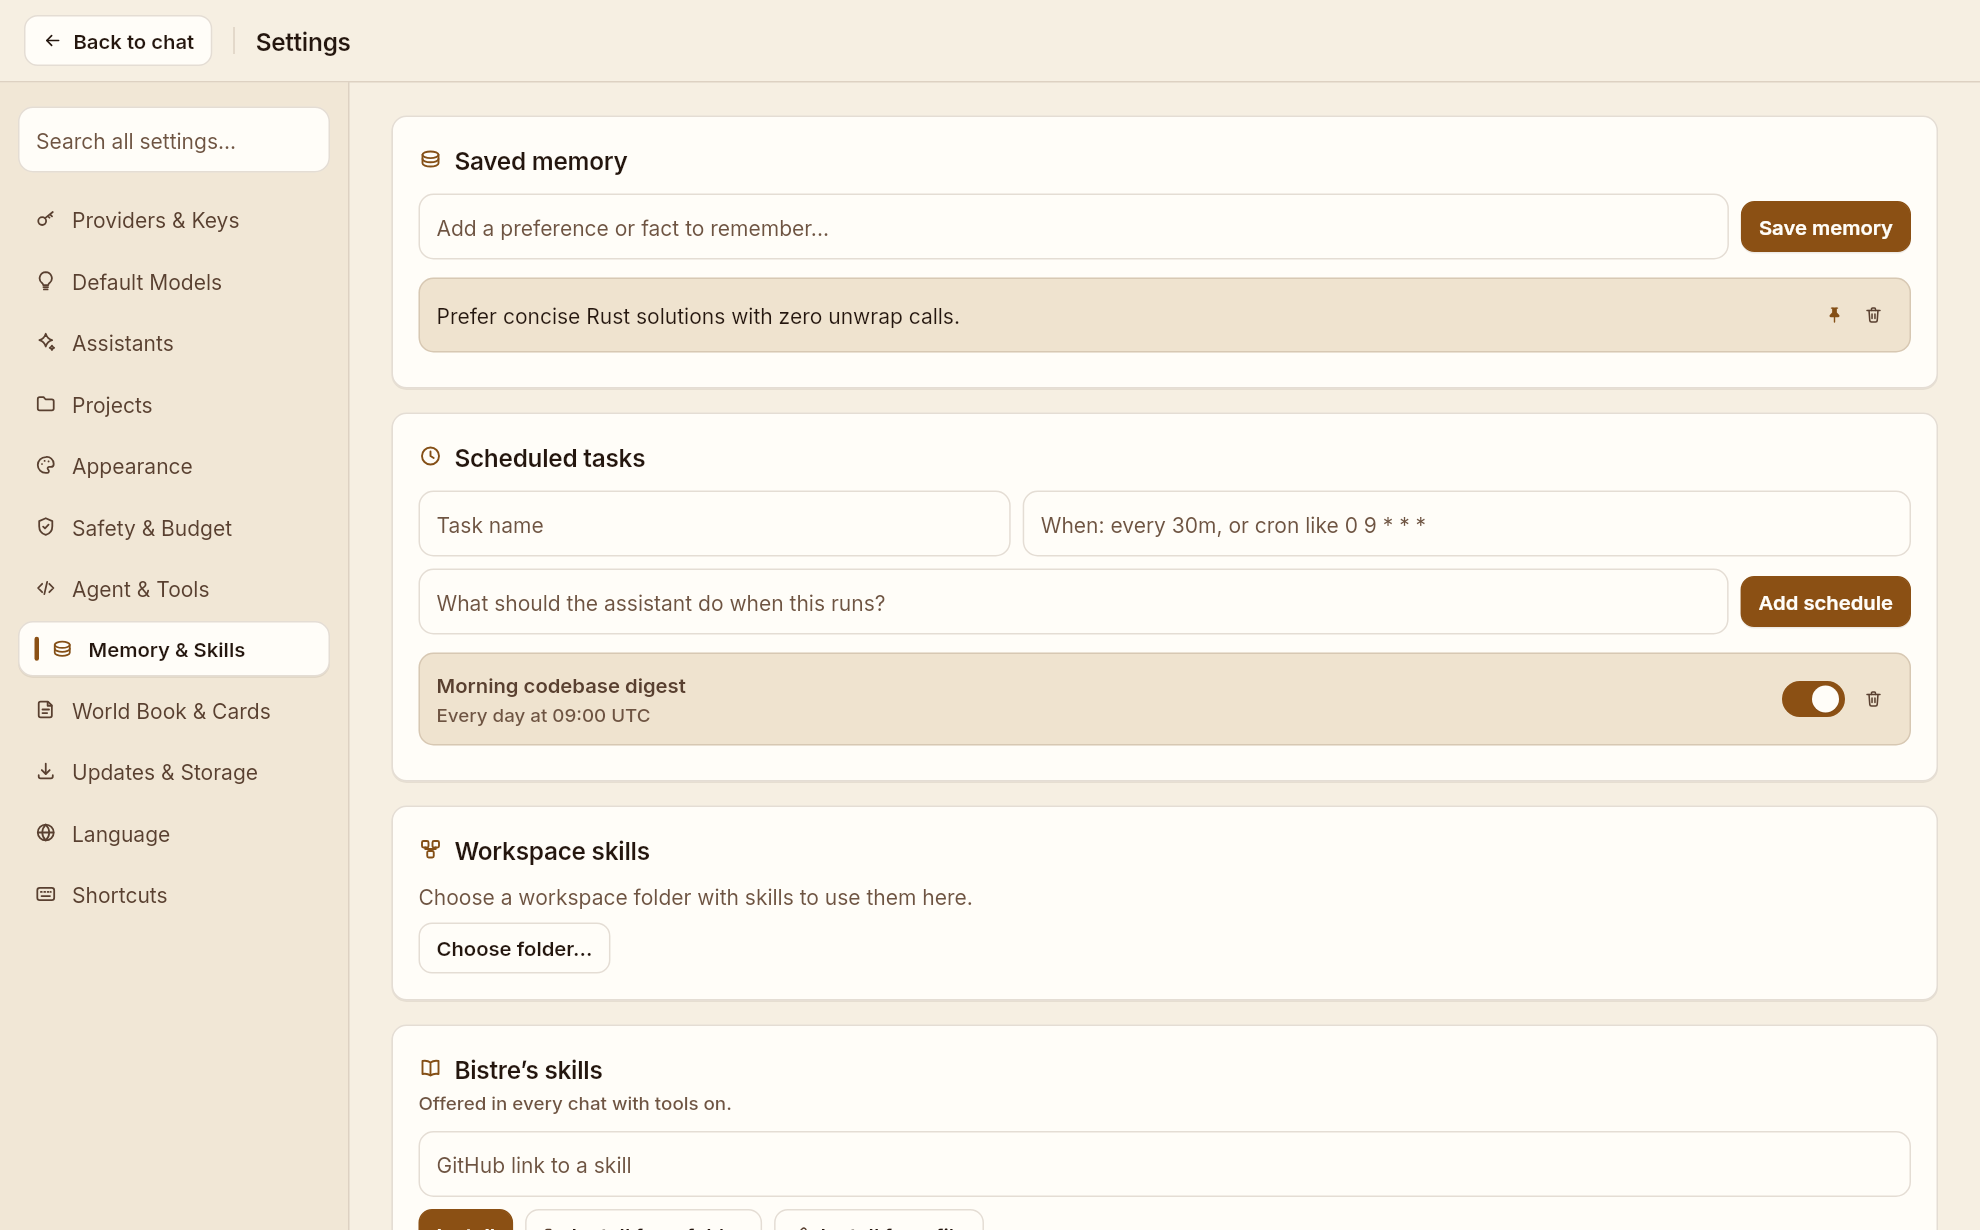 Back to chat
Settings
Search all settings...
Providers & Keys
Default Models
Assistants
Projects
Appearance
Safety & Budget
Agent & Tools
Memory & Skills
World Book & Cards
Updates & Storage
Language
Shortcuts
Saved memory
Add a preference or fact to remember...
Save memory
Prefer concise Rust solutions with zero unwrap calls.
Scheduled tasks
Task name
When: every 30m, or cron like 0 9 * * *
What should the assistant do when this runs?
Add schedule
Morning codebase digest
Every day at 09:00 UTC
Workspace skills
Choose a workspace folder with skills to use them here.
Choose folder...
Bistre’s skills
Offered in every chat with tools on.
GitHub link to a skill